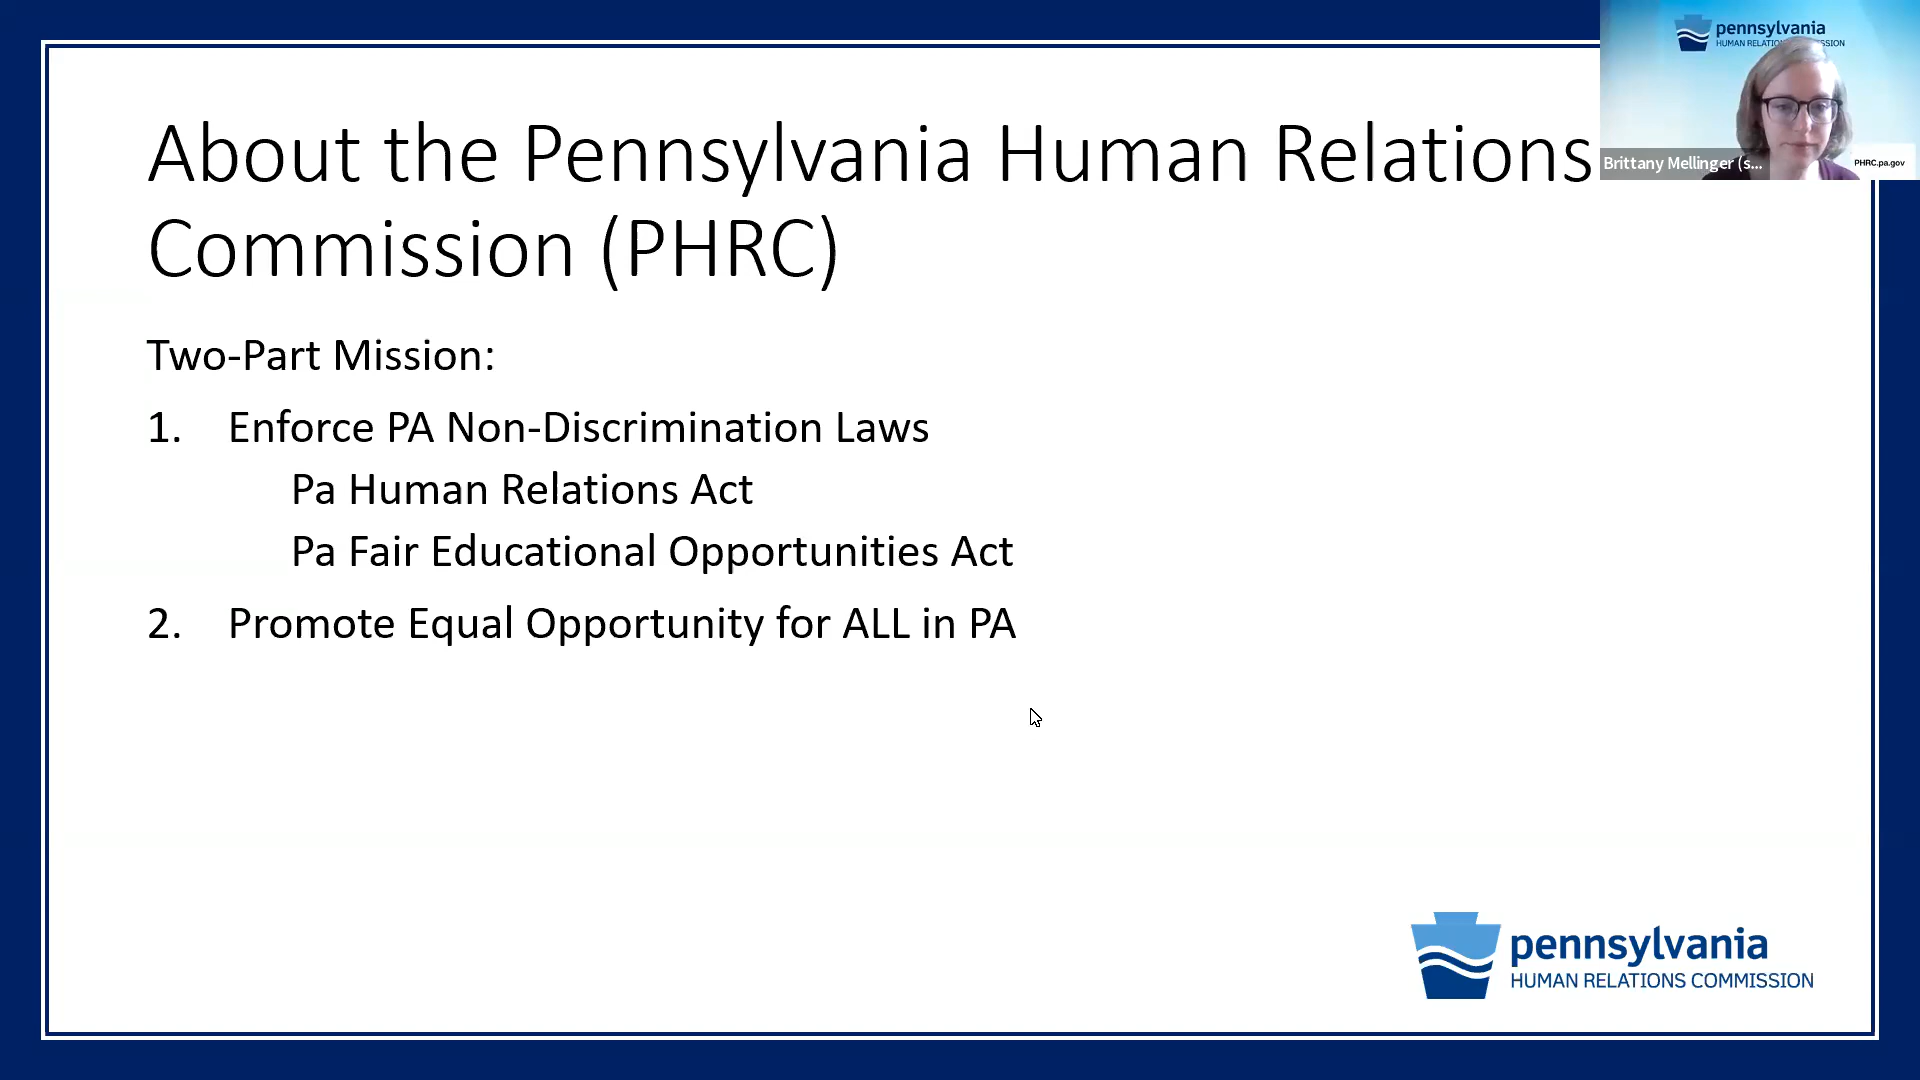 About the Pennsylvania Human Relations
Commission (PHRC)
Two-Part Mission:
1. Enforce PA Non-Discrimination Laws
Pa Human Relations Act
Pa Fair Educational Opportunities Act
2. Promote Equal Opportunity for ALL in PA
pennsylvania
HUMAN RELATIONS COMMISSION
pennsylvania
HUMAN
Brittany Mellinger (s...
PHRC.pa.gov